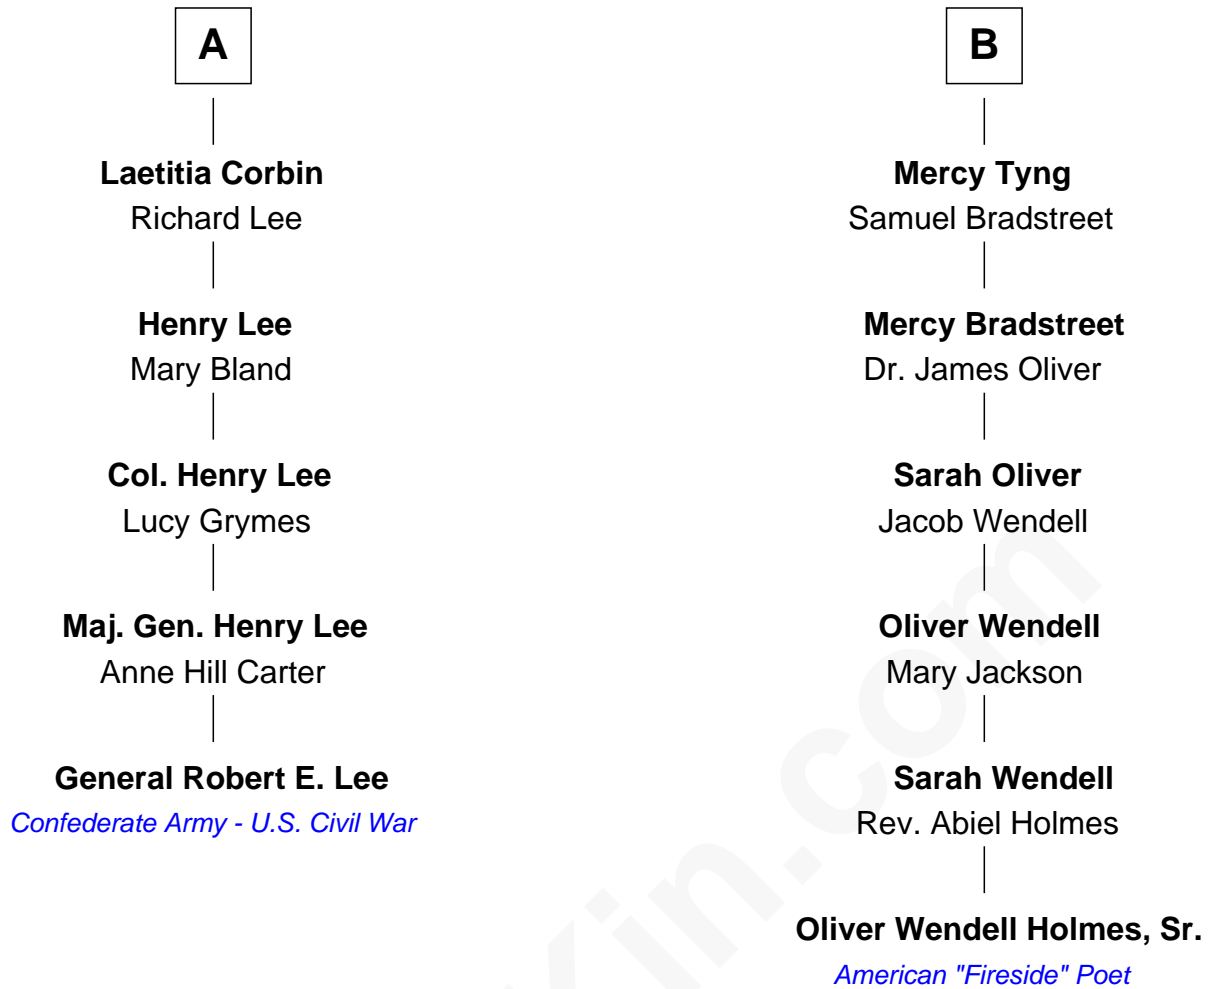 A
Laetitia Corbin
Richard Lee
Henry Lee
Mary Bland
Col. Henry Lee
Lucy Grymes
Maj. Gen. Henry Lee
Anne Hill Carter
General Robert E. Lee
Confederate Army - U.S. Civil War
B
Mercy Tyng
Samuel Bradstreet
Mercy Bradstreet
Dr. James Oliver
Sarah Oliver
Jacob Wendell
Oliver Wendell
Mary Jackson
Sarah Wendell
Rev. Abiel Holmes
Oliver Wendell Holmes, Sr.
American "Fireside" Poet
Kin.com